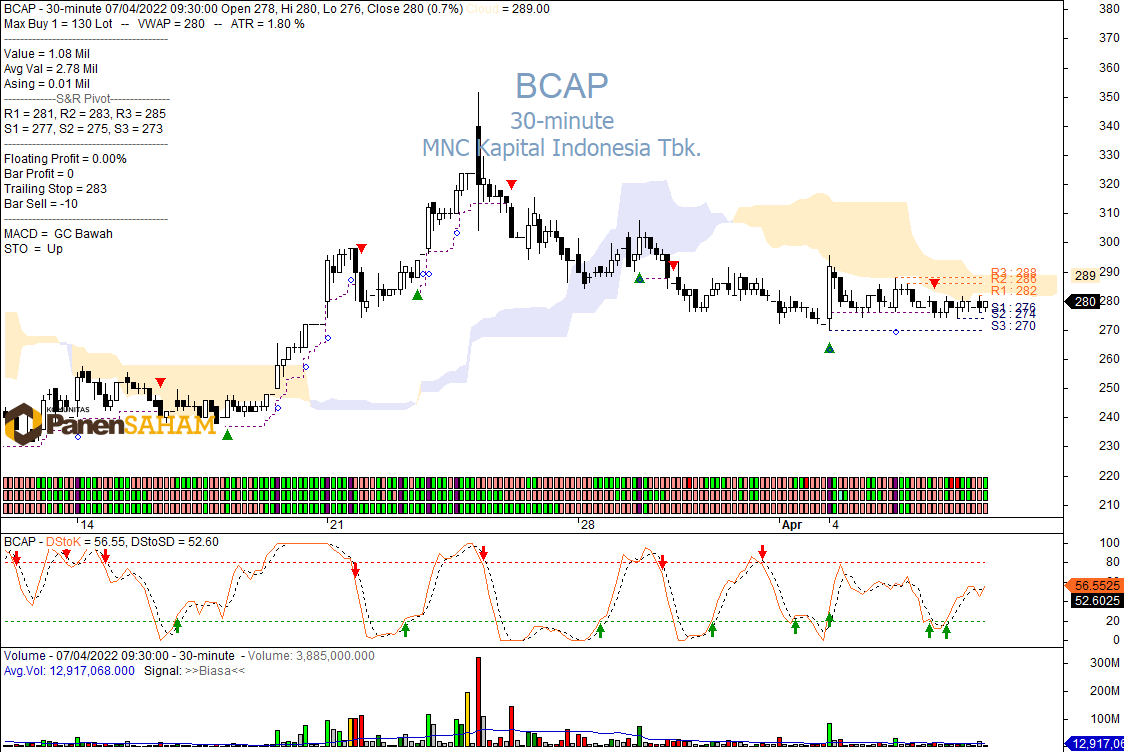 BCAP - 30-minute 07/04/2022 09:30:00 Open 278, Hi 280, Lo 276, Close 280 (0.7%) Cloud = 289.00
Max Buy 1 = 130 Lot -- VWAP = 280 -- ATR = 1.80 %
Value = 1.08 Mil
Avg Val = 2.78 Mil
Asing = 0.01 Mil
-------------S&R Pivot---------------
R1 = 281, R2 = 283, R3 = 285
S1 = 277, S2 = 275, S3 = 273
Floating Profit = 0.00%
Bar Profit = 0
Trailing Stop = 283
Bar Sell = -10
MACD = GC Bawah
STO = Up
BCAP
30-minute
MNC Kapital Indonesia Tbk.
380
370
360
350
340
330
320
310
300
290
289
280
280
270
260
250
240
230
220
210
R3 : 288
R2 : 286
R1 : 282
S1 : 276
S2 : 274
S3 : 270
KOMUNITAS
PanenSAHAM
14
21
28
Apr
4
BCAP - DStoK = 56.55, DStoSD = 52.60
100
80
60
56.5525
52.6025
20
0
Volume - 07/04/2022 09:30:00 - 30-minute - Volume: 3,885,000.000
Avg.Vol: 12,917,068.000 Signal: >>Biasa<<
300M
200M
100M
12,917,06